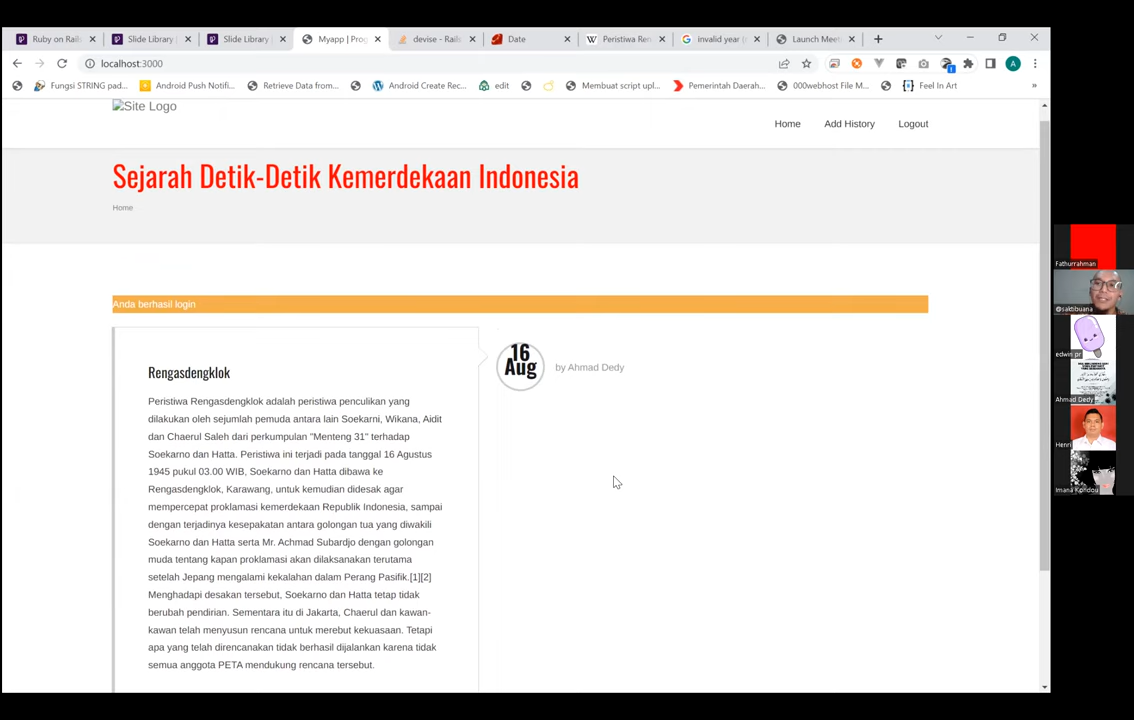 Ruby on Rails
Slide Library |
Slide Library |
Myapp | Prog
devise - Rails
Date
Peristiwa Ren
invalid year (
Launch Meet
localhost:3000
A
Fungsi STRING pad...
Android Push Notifi...
Retrieve Data from...
Android Create Rec...
edit
Membuat script upl...
Pemerintah Daerah...
000webhost File M...
Feel In Art
»
Site Logo
Home
Add History
Logout
Sejarah Detik-Detik Kemerdekaan Indonesia
Home
Anda berhasil login
Rengasdengklok
Peristiwa Rengasdengklok adalah peristiwa penculikan yang
dilakukan oleh sejumlah pemuda antara lain Soekarni, Wikana, Aidit
dan Chaerul Saleh dari perkumpulan "Menteng 31" terhadap
Soekarno dan Hatta. Peristiwa ini terjadi pada tanggal 16 Agustus
1945 pukul 03.00 WIB, Soekarno dan Hatta dibawa ke
Rengasdengklok, Karawang, untuk kemudian didesak agar
mempercepat proklamasi kemerdekaan Republik Indonesia, sampai
dengan terjadinya kesepakatan antara golongan tua yang diwakili
Soekarno dan Hatta serta Mr. Achmad Subardjo dengan golongan
muda tentang kapan proklamasi akan dilaksanakan terutama
setelah Jepang mengalami kekalahan dalam Perang Pasifik.[1][2]
Menghadapi desakan tersebut, Soekarno dan Hatta tetap tidak
berubah pendirian. Sementara itu di Jakarta, Chaerul dan kawan-
kawan telah menyusun rencana untuk merebut kekuasaan. Tetapi
apa yang telah direncanakan tidak berhasil dijalankan karena tidak
semua anggota PETA mendukung rencana tersebut.
16
Aug
by Ahmad Dedy
Fathurrahman
@saktibuana
edwin pr
Ahmad Dedy
Henri
Imana Kondou